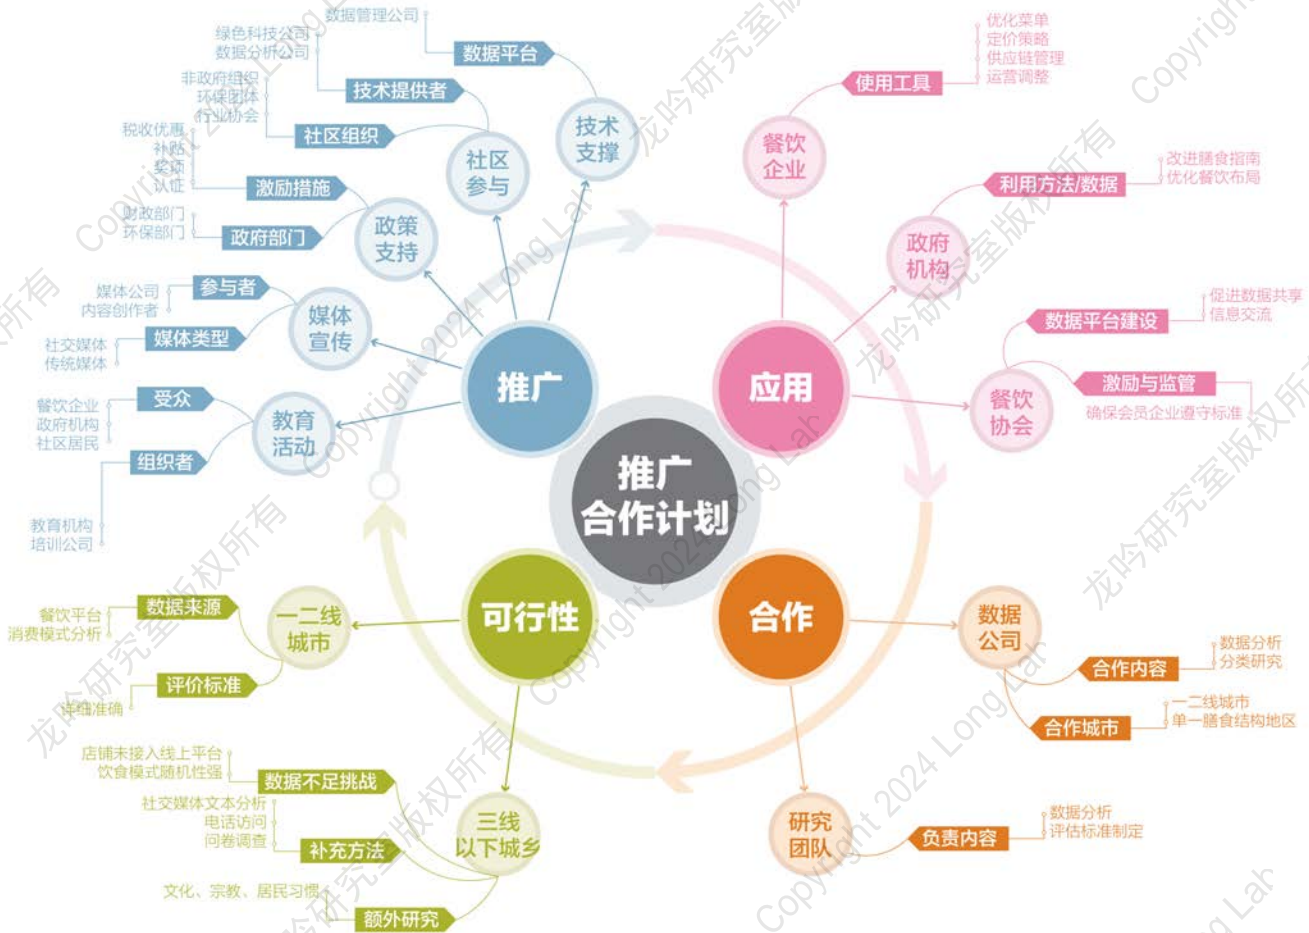 推广
合作计划
推广
技术
支撑
数据平台
数据管理公司
社区
参与
技术提供者
绿色科技公司
数据分析公司
社区组织
非政府组织
环保团体
行业协会
政策
支持
激励措施
税收优惠
补贴
奖项
认证
政府部门
财政部门
环保部门
媒体
宣传
参与者
媒体公司
内容创作者
媒体类型
社交媒体
传统媒体
教育
活动
受众
餐饮企业
政府机构
社区居民
组织者
教育机构
培训公司
应用
餐饮
企业
使用工具
优化菜单
定价策略
供应链管理
运营调整
政府
机构
利用方法/数据
改进膳食指南
优化餐饮布局
餐饮
协会
数据平台建设
促进数据共享
信息交流
激励与监管
确保会员企业遵守标准
合作
数据
公司
合作内容
数据分析
分类研究
合作城市
一二线城市
单一膳食结构地区
研究
团队
负责内容
数据分析
评估标准制定
可行性
一二线
城市
数据来源
餐饮平台
消费模式分析
评价标准
详细准确
三线
以下城乡
数据不足挑战
店铺未接入线上平台
饮食模式随机性强
补充方法
社交媒体文本分析
电话访问
问卷调查
额外研究
文化、宗教、居民习惯
龙吟研究室版权所有 Copyright 2024 Long Lab